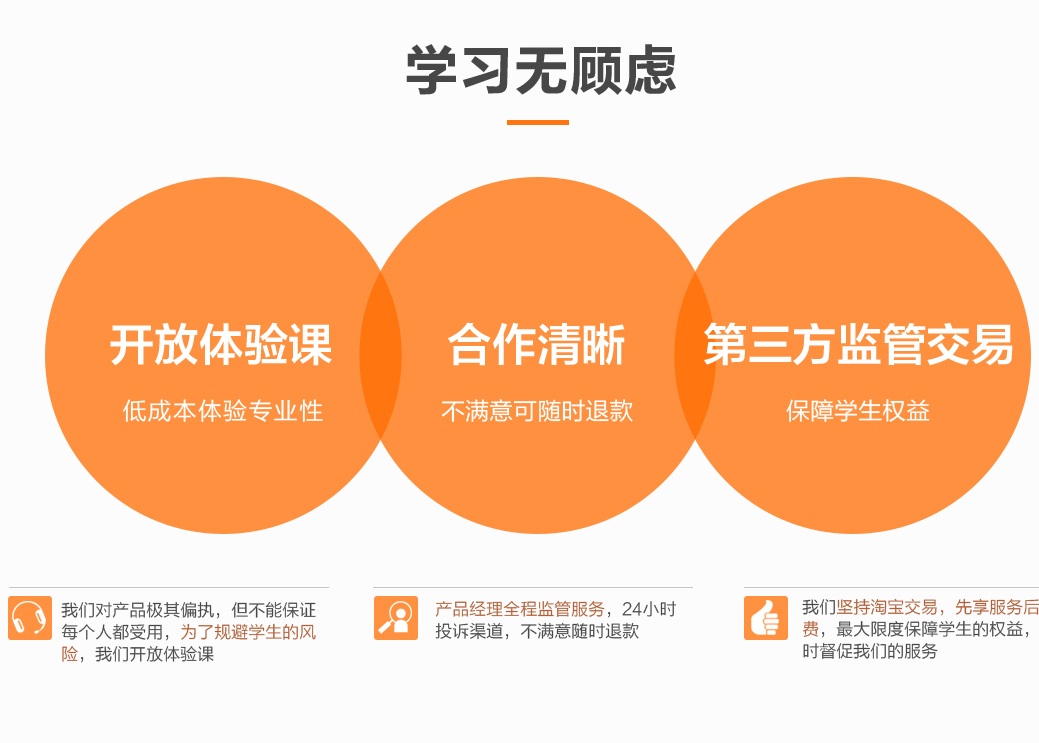 学习无顾虑
开放体验课
低成本体验专业性
合作清晰
不满意可随时退款
第三方监管交易
保障学生权益
我们对产品极其偏执，但不能保证
每个人都受用，为了规避学生的风
险，我们开放体验课
产品经理全程监管服务，24小时
投诉渠道，不满意随时退款
我们坚持淘宝交易，先享服务后
费，最大限度保障学生的权益，
时督促我们的服务